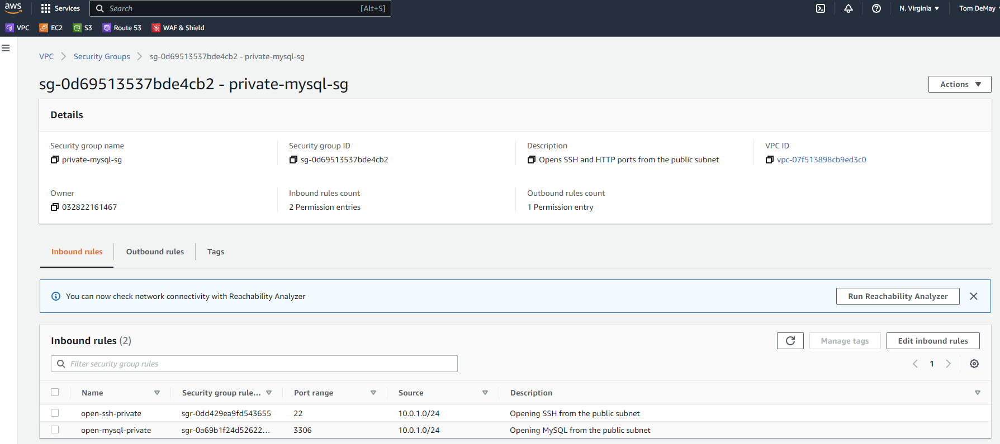 aws Services Search [Alt+S] N. Virginia Tom DeMay
VPC EC2 S3 Route 53 WAF & Shield
VPC Security Groups sg-0d69513537bde4cb2 - private-mysql-sg
sg-0d69513537bde4cb2 - private-mysql-sg Actions
Details
Security group name Security group ID Description VPC ID
private-mysql-sg sg-0d69513537bde4cb2 Opens SSH and HTTP ports from the public subnet vpc-07f513898cb9ed3c0
Owner Inbound rules count Outbound rules count
032822161467 2 Permission entries 1 Permission entry
Inbound rules Outbound rules Tags
You can now check network connectivity with Reachability Analyzer Run Reachability Analyzer
Inbound rules (2) Manage tags Edit inbound rules
Filter security group rules 1
Name Security group rule... Port range Source Description
open-ssh-private sgr-0dd429ea9fd543655 22 10.0.1.0/24 Opening SSH from the public subnet
open-mysql-private sgr-0a69b1f24d52622... 3306 10.0.1.0/24 Opening MySQL from the public subnet